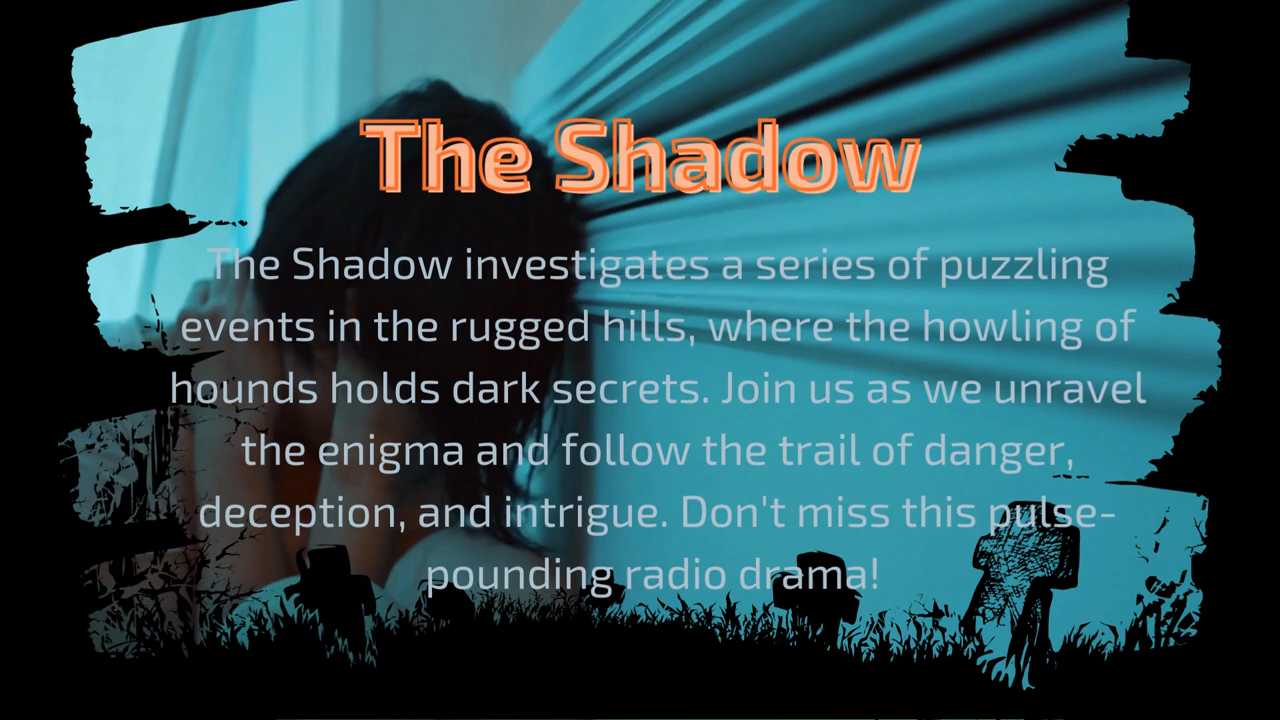 The Shadow
The Shadow investigates a series of puzzling
events in the rugged hills, where the howling of
hounds holds dark secrets. Join us as we unravel
the enigma and follow the trail of danger,
deception, and intrigue. Don't miss this pulse-
pounding radio drama!